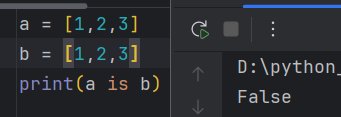 a = [1,2,3]
b = [1,2,3]
print(a is b)
D:\python_
False